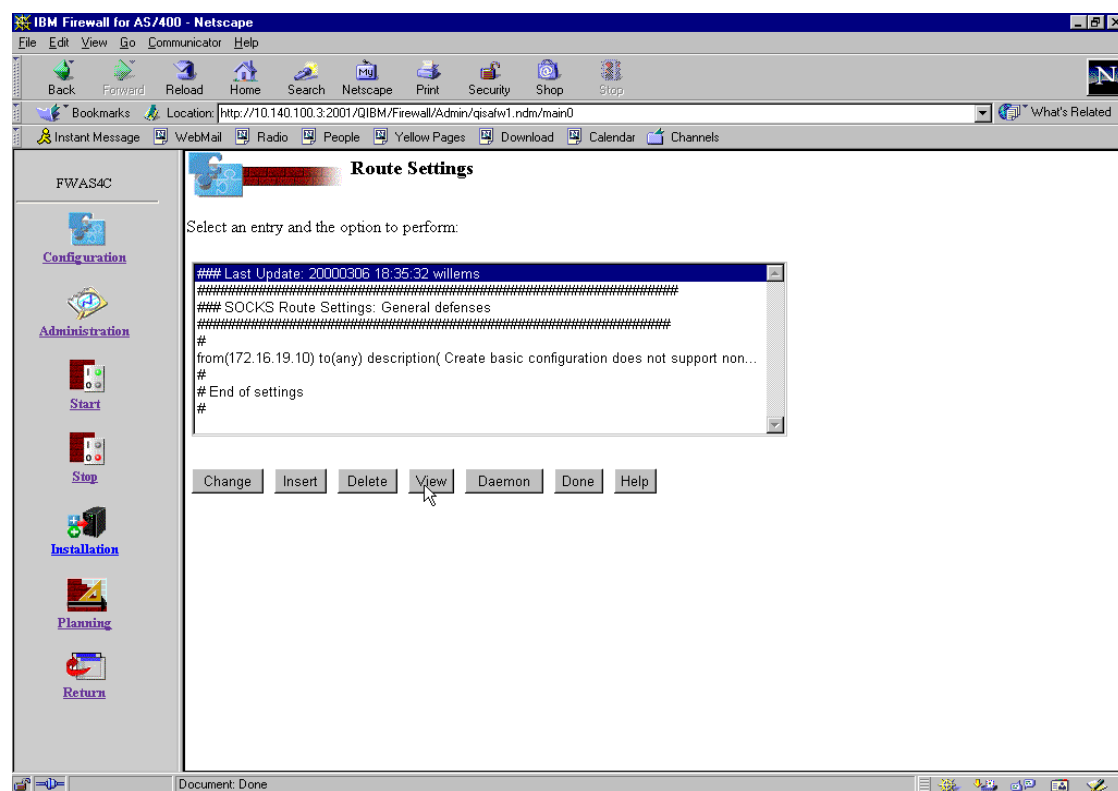 IBM Firewall for AS/400 - Netscape
File Edit View Go Communicator Help
Back Forward Reload Home Search Netscape Print Security Shop Stop
Bookmarks Location: http://10.140.100.3:2001/QIBM/Firewall/Admin/qisafw1.ndm/main0 What's Related
Instant Message WebMail Radio People Yellow Pages Download Calendar Channels
FWAS4C
Configuration
Administration
Start
Stop
Installation
Planning
Return
Route Settings
Select an entry and the option to perform:
### Last Update: 20000306 18:35:32 willems
### SOCKS Route Settings: General defenses
#
from(172.16.19.10) to(any) description( Create basic configuration does not support non...
#
# End of settings
#
Change Insert Delete View Daemon Done Help
Document: Done